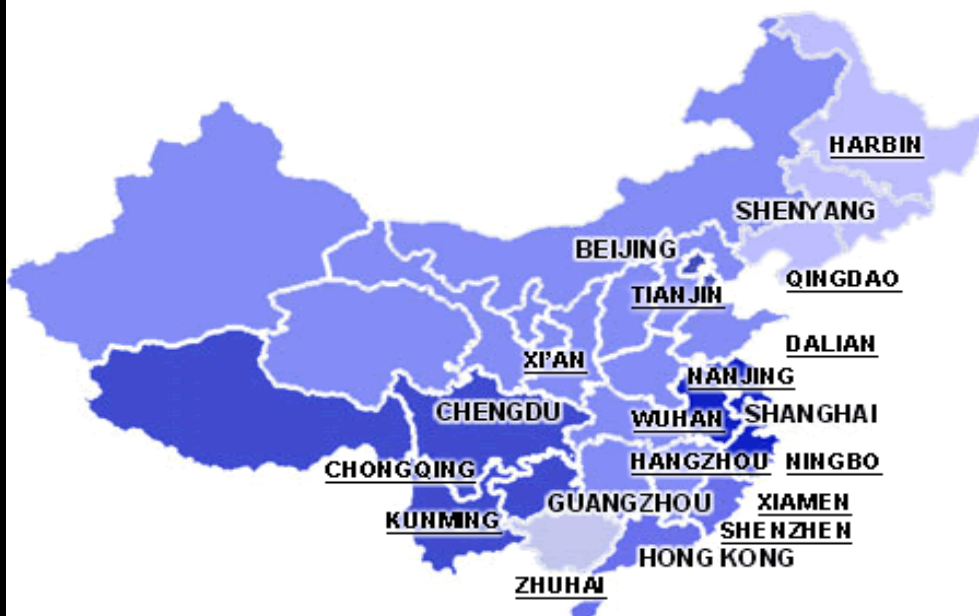 HARBIN
SHENYANG
BEIJING
QINGDAO
TIANJIN
DALIAN
XI'AN
NANJING
CHENGDU
WUHAN
SHANGHAI
CHONGQING
HANGZHOU
NINGBO
GUANGZHOU
XIAMEN
KUNMING
SHENZHEN
HONG KONG
ZHUHAI